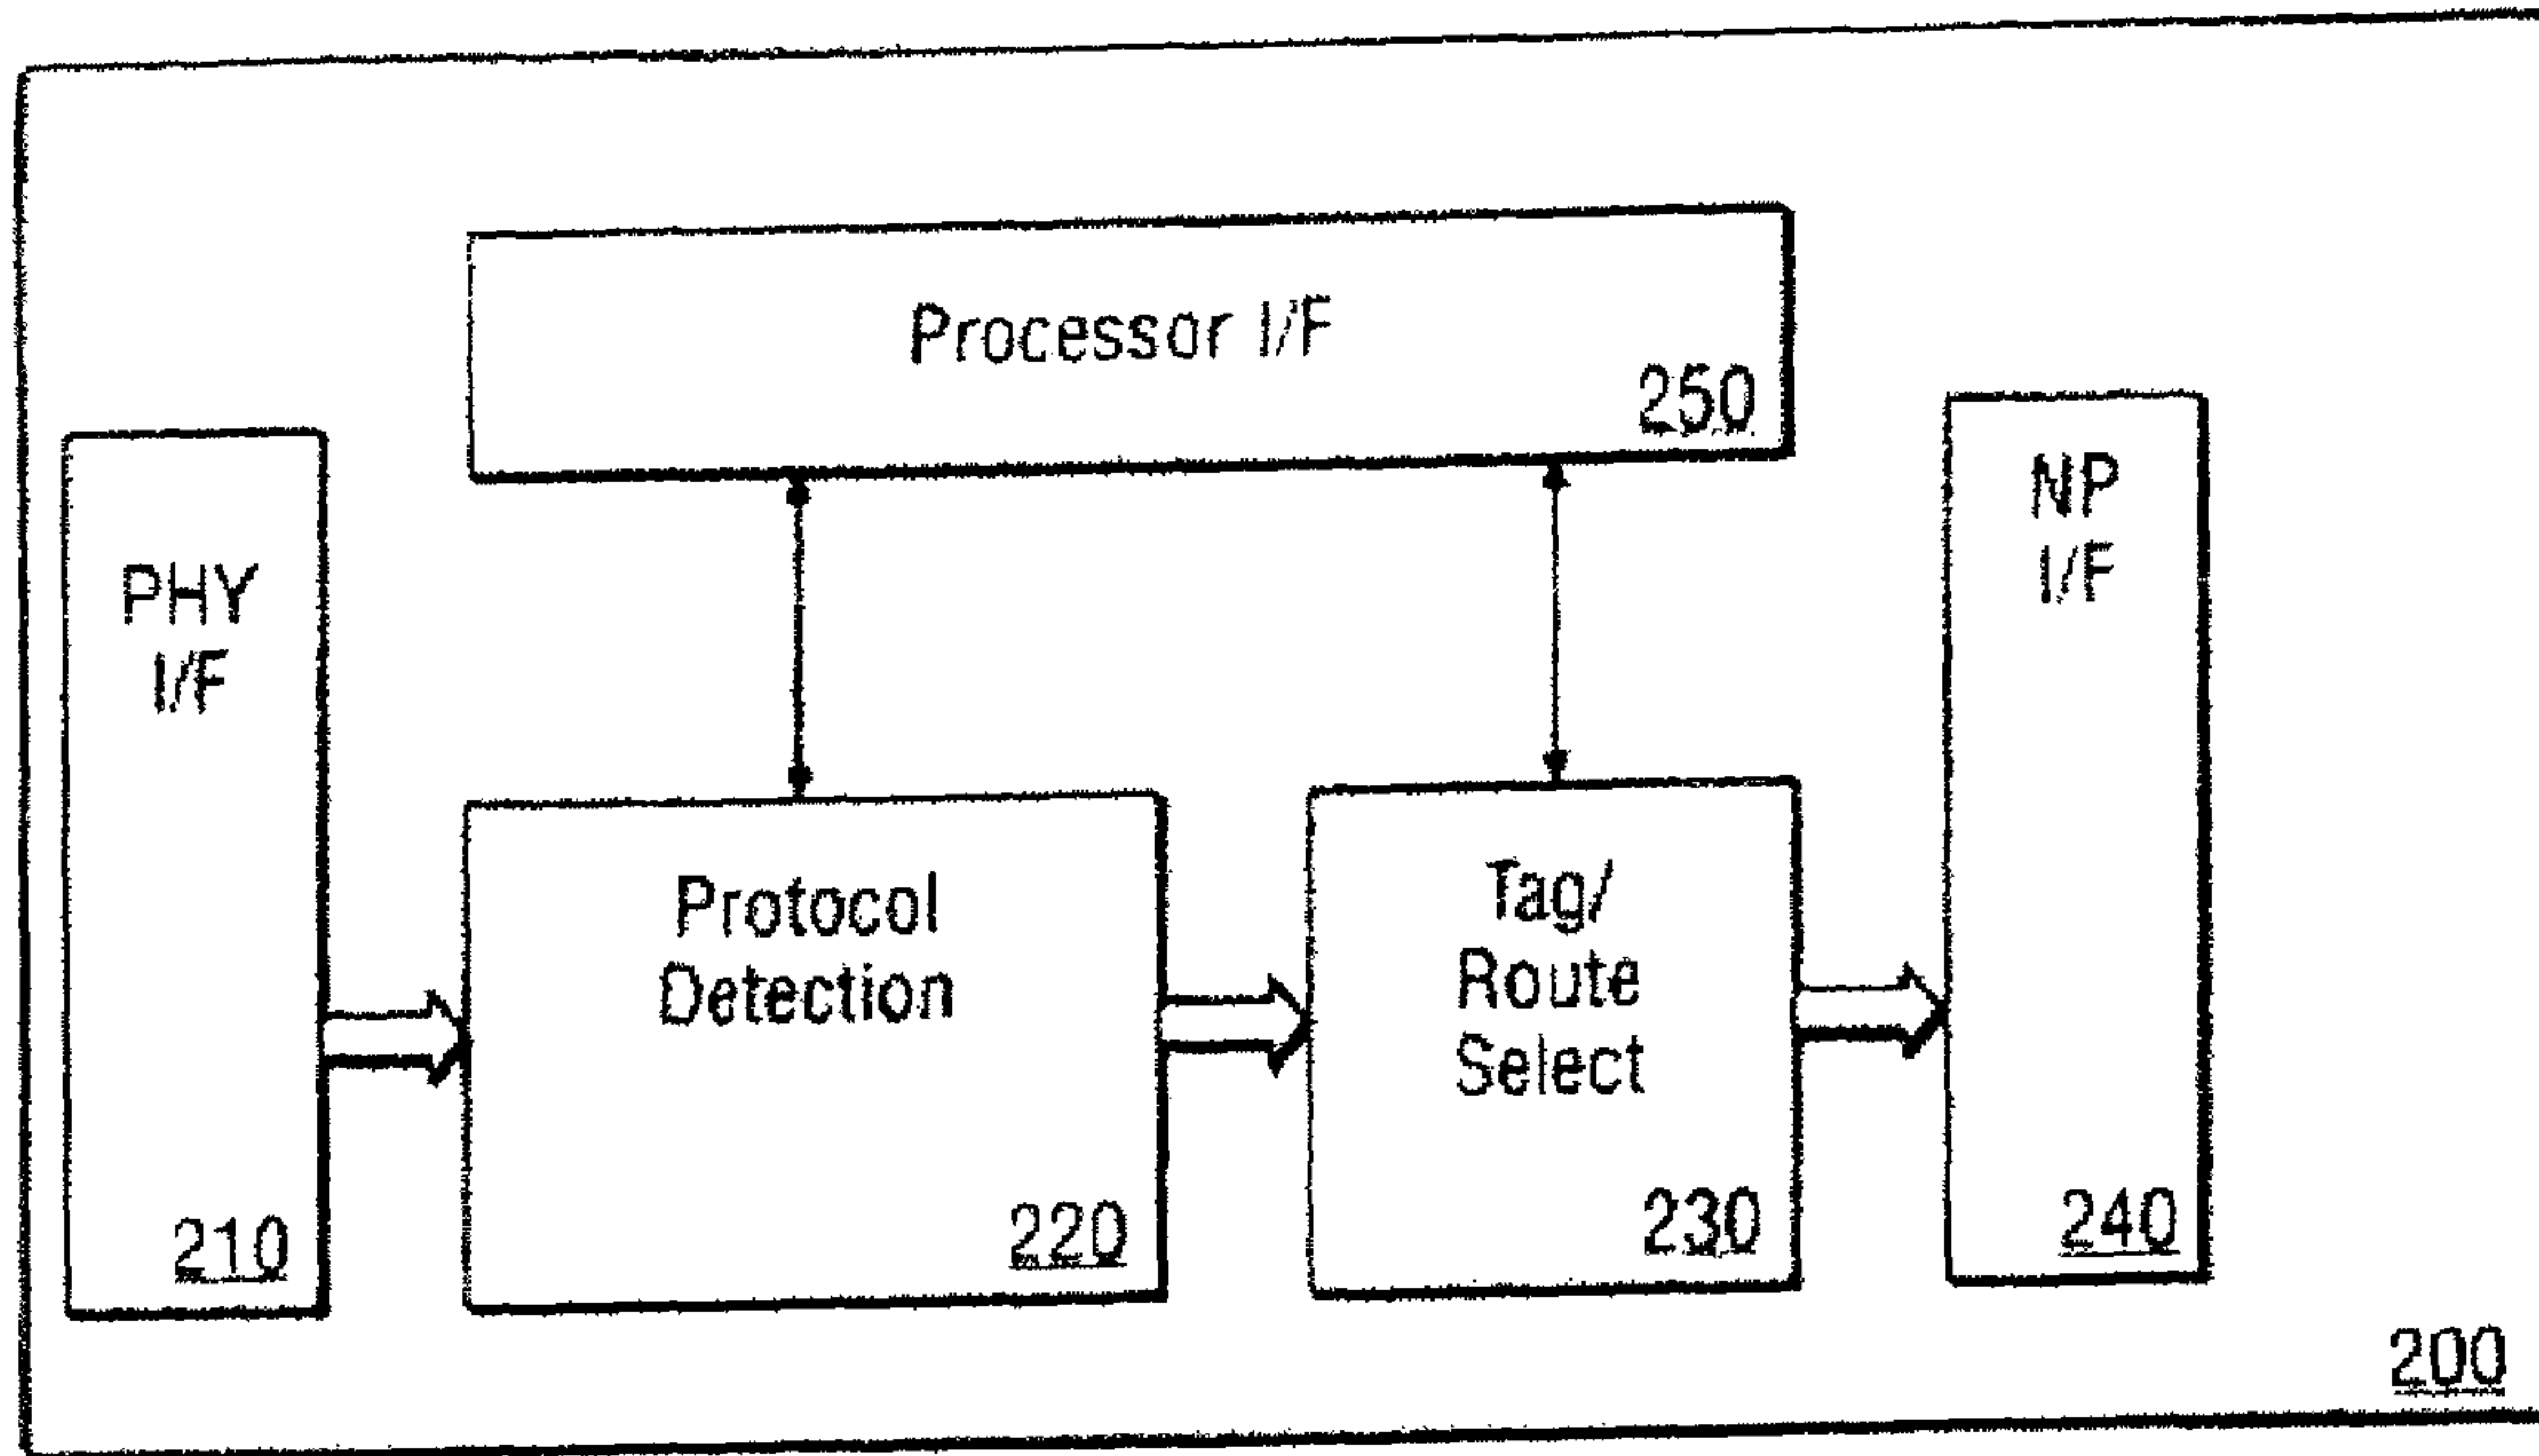 Processor I/F
250
PHY
I/F
210
Protocol
Detection
220
Tag/
Route
Select
230
NP
I/F
240
200